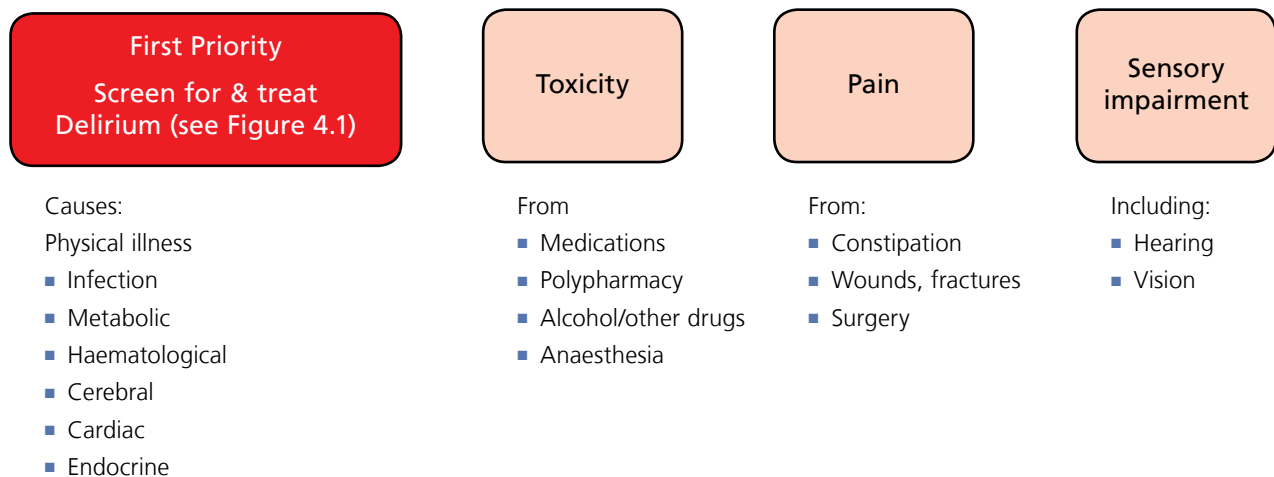 First Priority
Screen for & treat
Delirium (see Figure 4.1)
Causes:
Physical illness
■ Infection
■ Metabolic
■ Haematological
■ Cerebral
■ Cardiac
■ Endocrine
Toxicity
From
■ Medications
■ Polypharmacy
■ Alcohol/other drugs
■ Anaesthesia
Pain
From:
■ Constipation
■ Wounds, fractures
■ Surgery
Sensory
impairment
Including:
■ Hearing
■ Vision